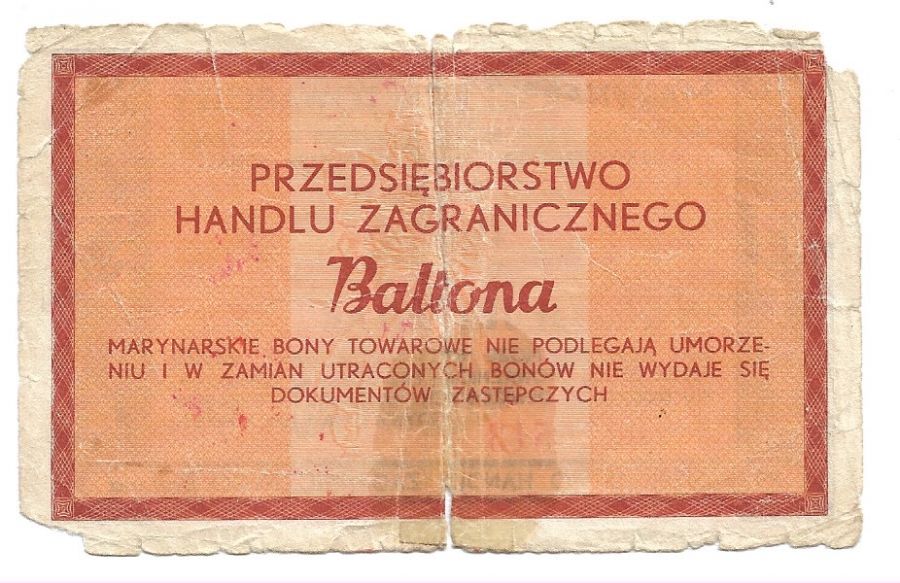 PRZEDSIĘBIORSTWO
HANDLU ZAGRANICZNEGO
Baltona
MARYNARSKIE BONY TOWAROWE NIE PODLEGAJĄ UMORZE-
NIU I W ZAMIAN UTRACONYCH BONÓW NIE WYDAJE SIĘ
DOKUMENTÓW ZASTĘPCZYCH